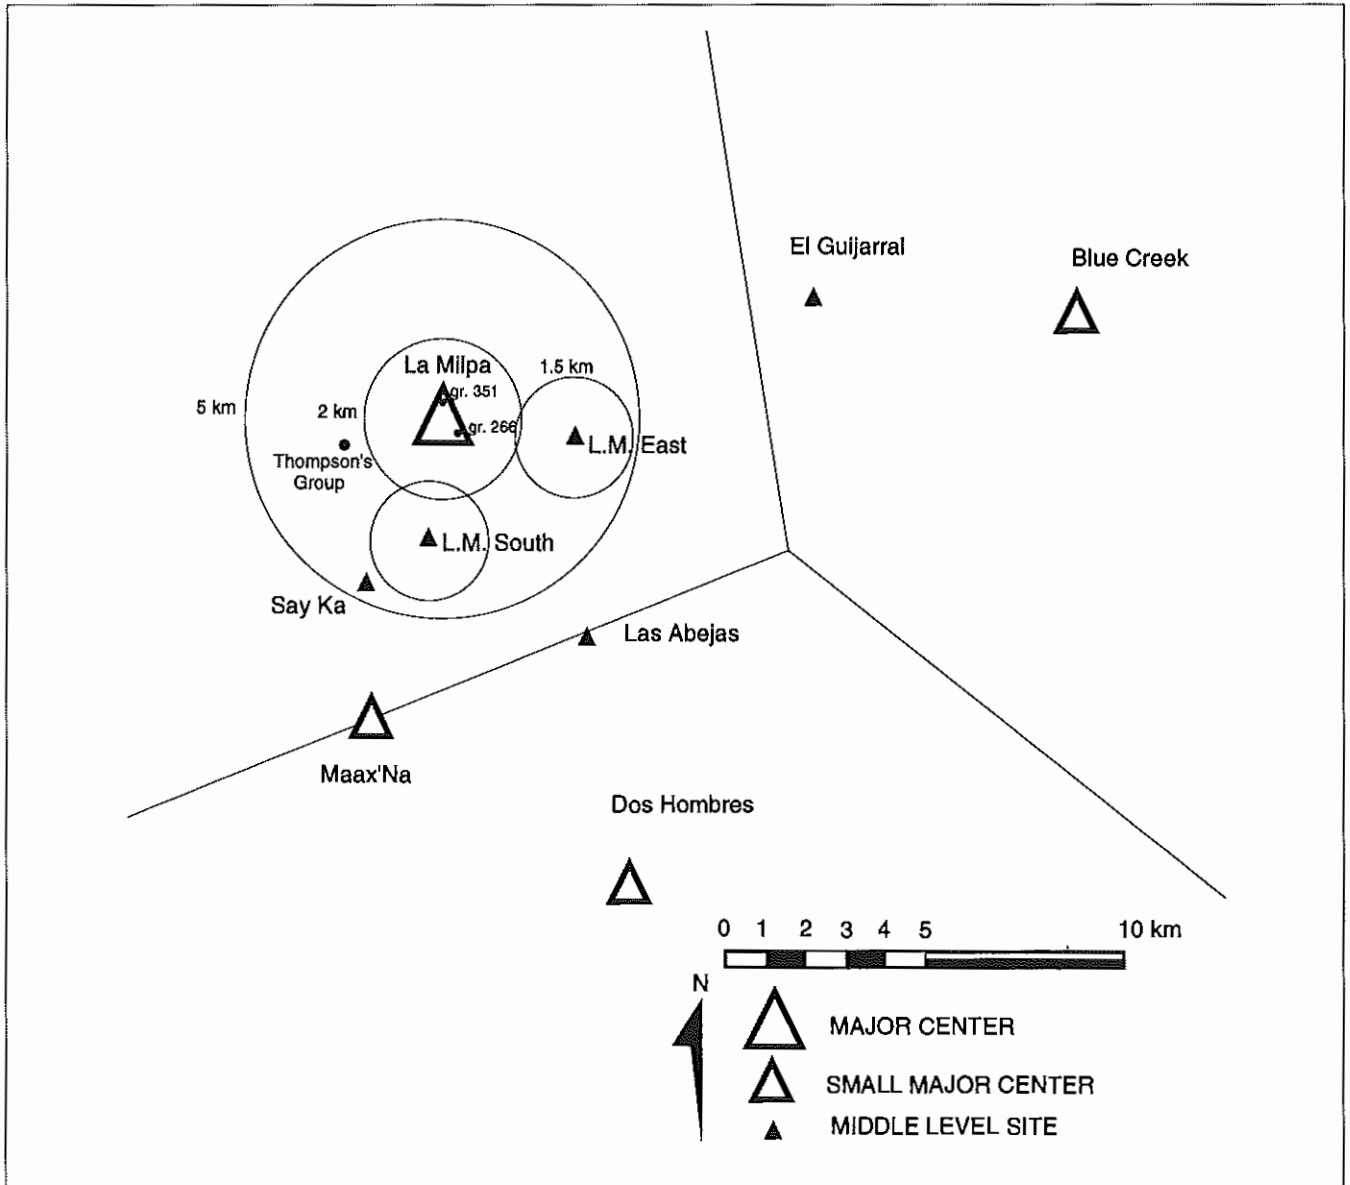 El Guijarral
Blue Creek
La Milpa
1.5 km
gr. 351
5 km
2 km
gr. 266
L.M. East
Thompson's
Group
L.M. South
Say Ka
Las Abejas
Maax'Na
Dos Hombres
0 1 2 3 4 5 10 km
N
MAJOR CENTER
SMALL MAJOR CENTER
MIDDLE LEVEL SITE